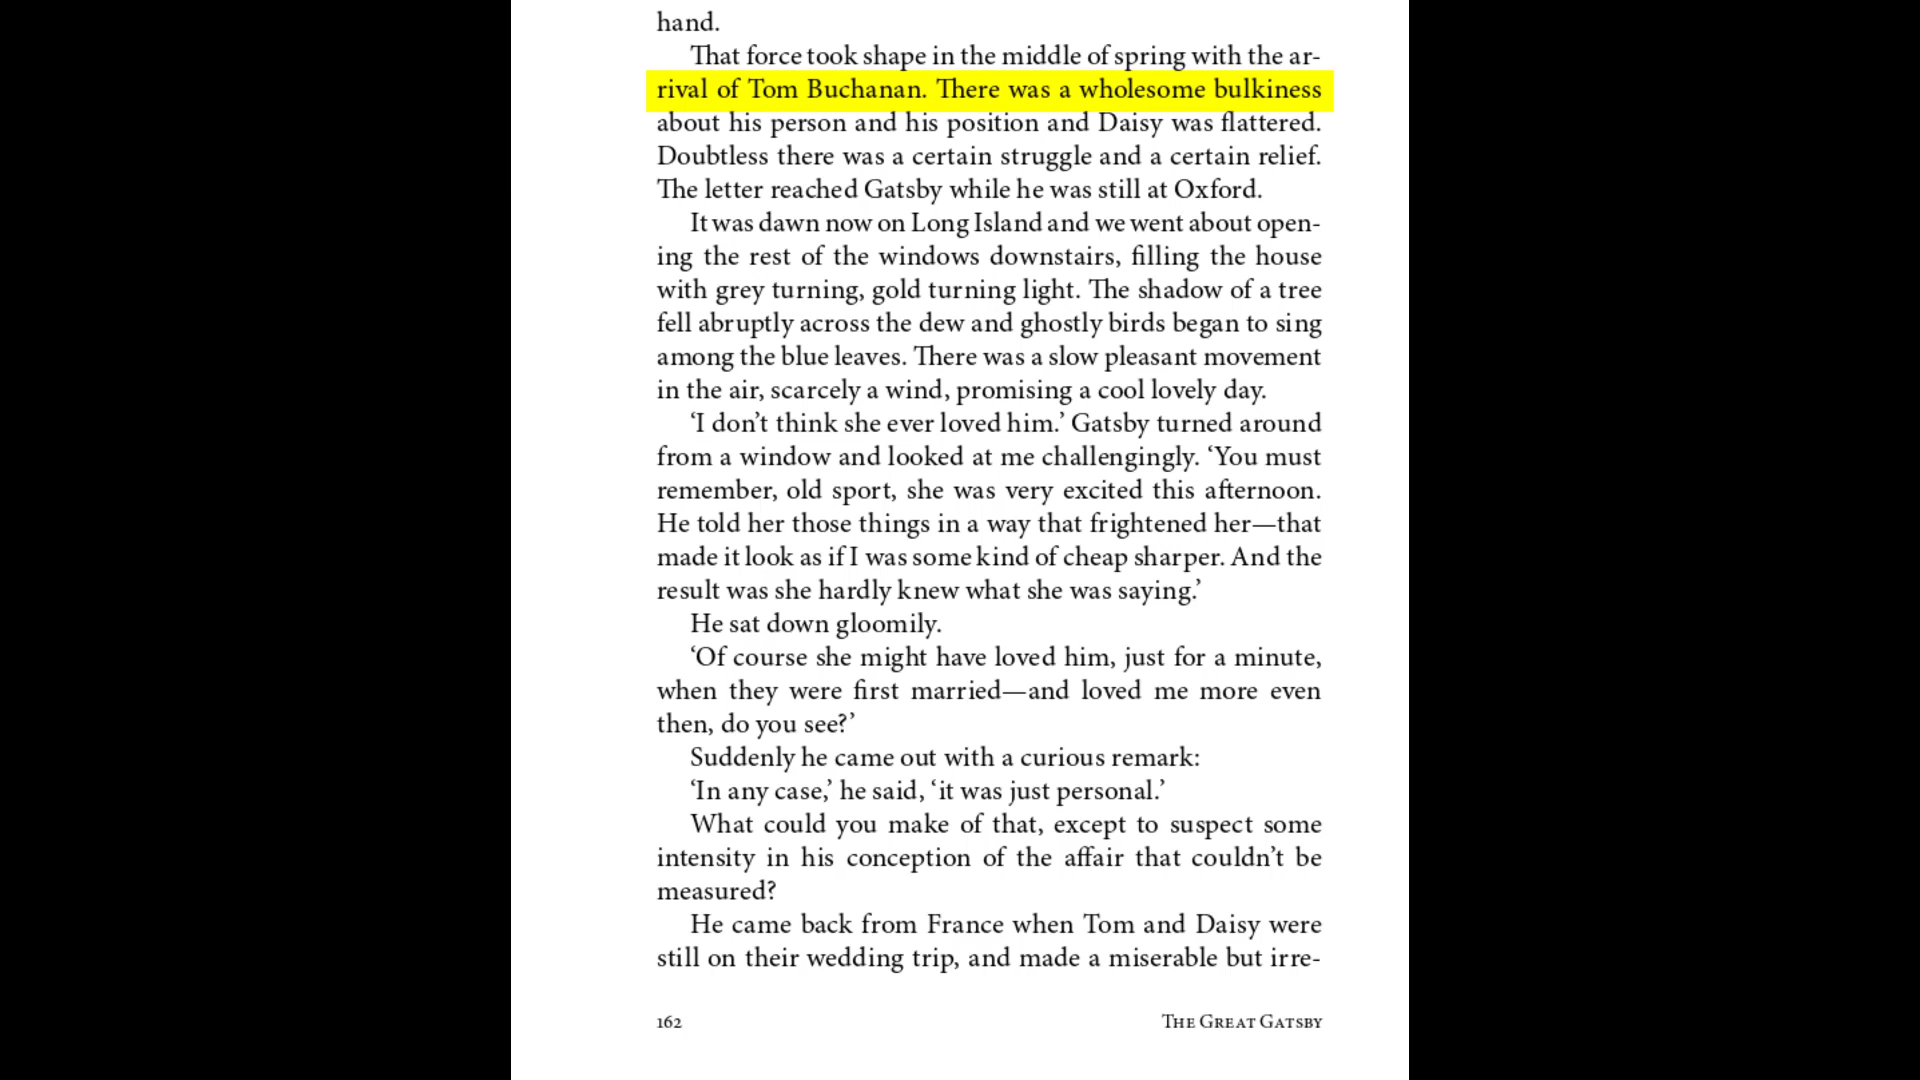 hand.
That force took shape in the middle of spring with the ar-
rival of Tom Buchanan. There was a wholesome bulkiness
about his person and his position and Daisy was flattered.
Doubtless there was a certain struggle and a certain relief.
The letter reached Gatsby while he was still at Oxford.
It was dawn now on Long Island and we went about open-
ing the rest of the windows downstairs, filling the house
with grey turning, gold turning light. The shadow of a tree
fell abruptly across the dew and ghostly birds began to sing
among the blue leaves. There was a slow pleasant movement
in the air, scarcely a wind, promising a cool lovely day.
‘I don’t think she ever loved him.’ Gatsby turned around
from a window and looked at me challengingly. ‘You must
remember, old sport, she was very excited this afternoon.
He told her those things in a way that frightened her—that
made it look as if I was some kind of cheap sharper. And the
result was she hardly knew what she was saying.’
He sat down gloomily.
‘Of course she might have loved him, just for a minute,
when they were first married—and loved me more even
then, do you see?’
Suddenly he came out with a curious remark:
‘In any case,’ he said, ‘it was just personal.’
What could you make of that, except to suspect some
intensity in his conception of the affair that couldn’t be
measured?
He came back from France when Tom and Daisy were
still on their wedding trip, and made a miserable but irre-
162 The Great Gatsby